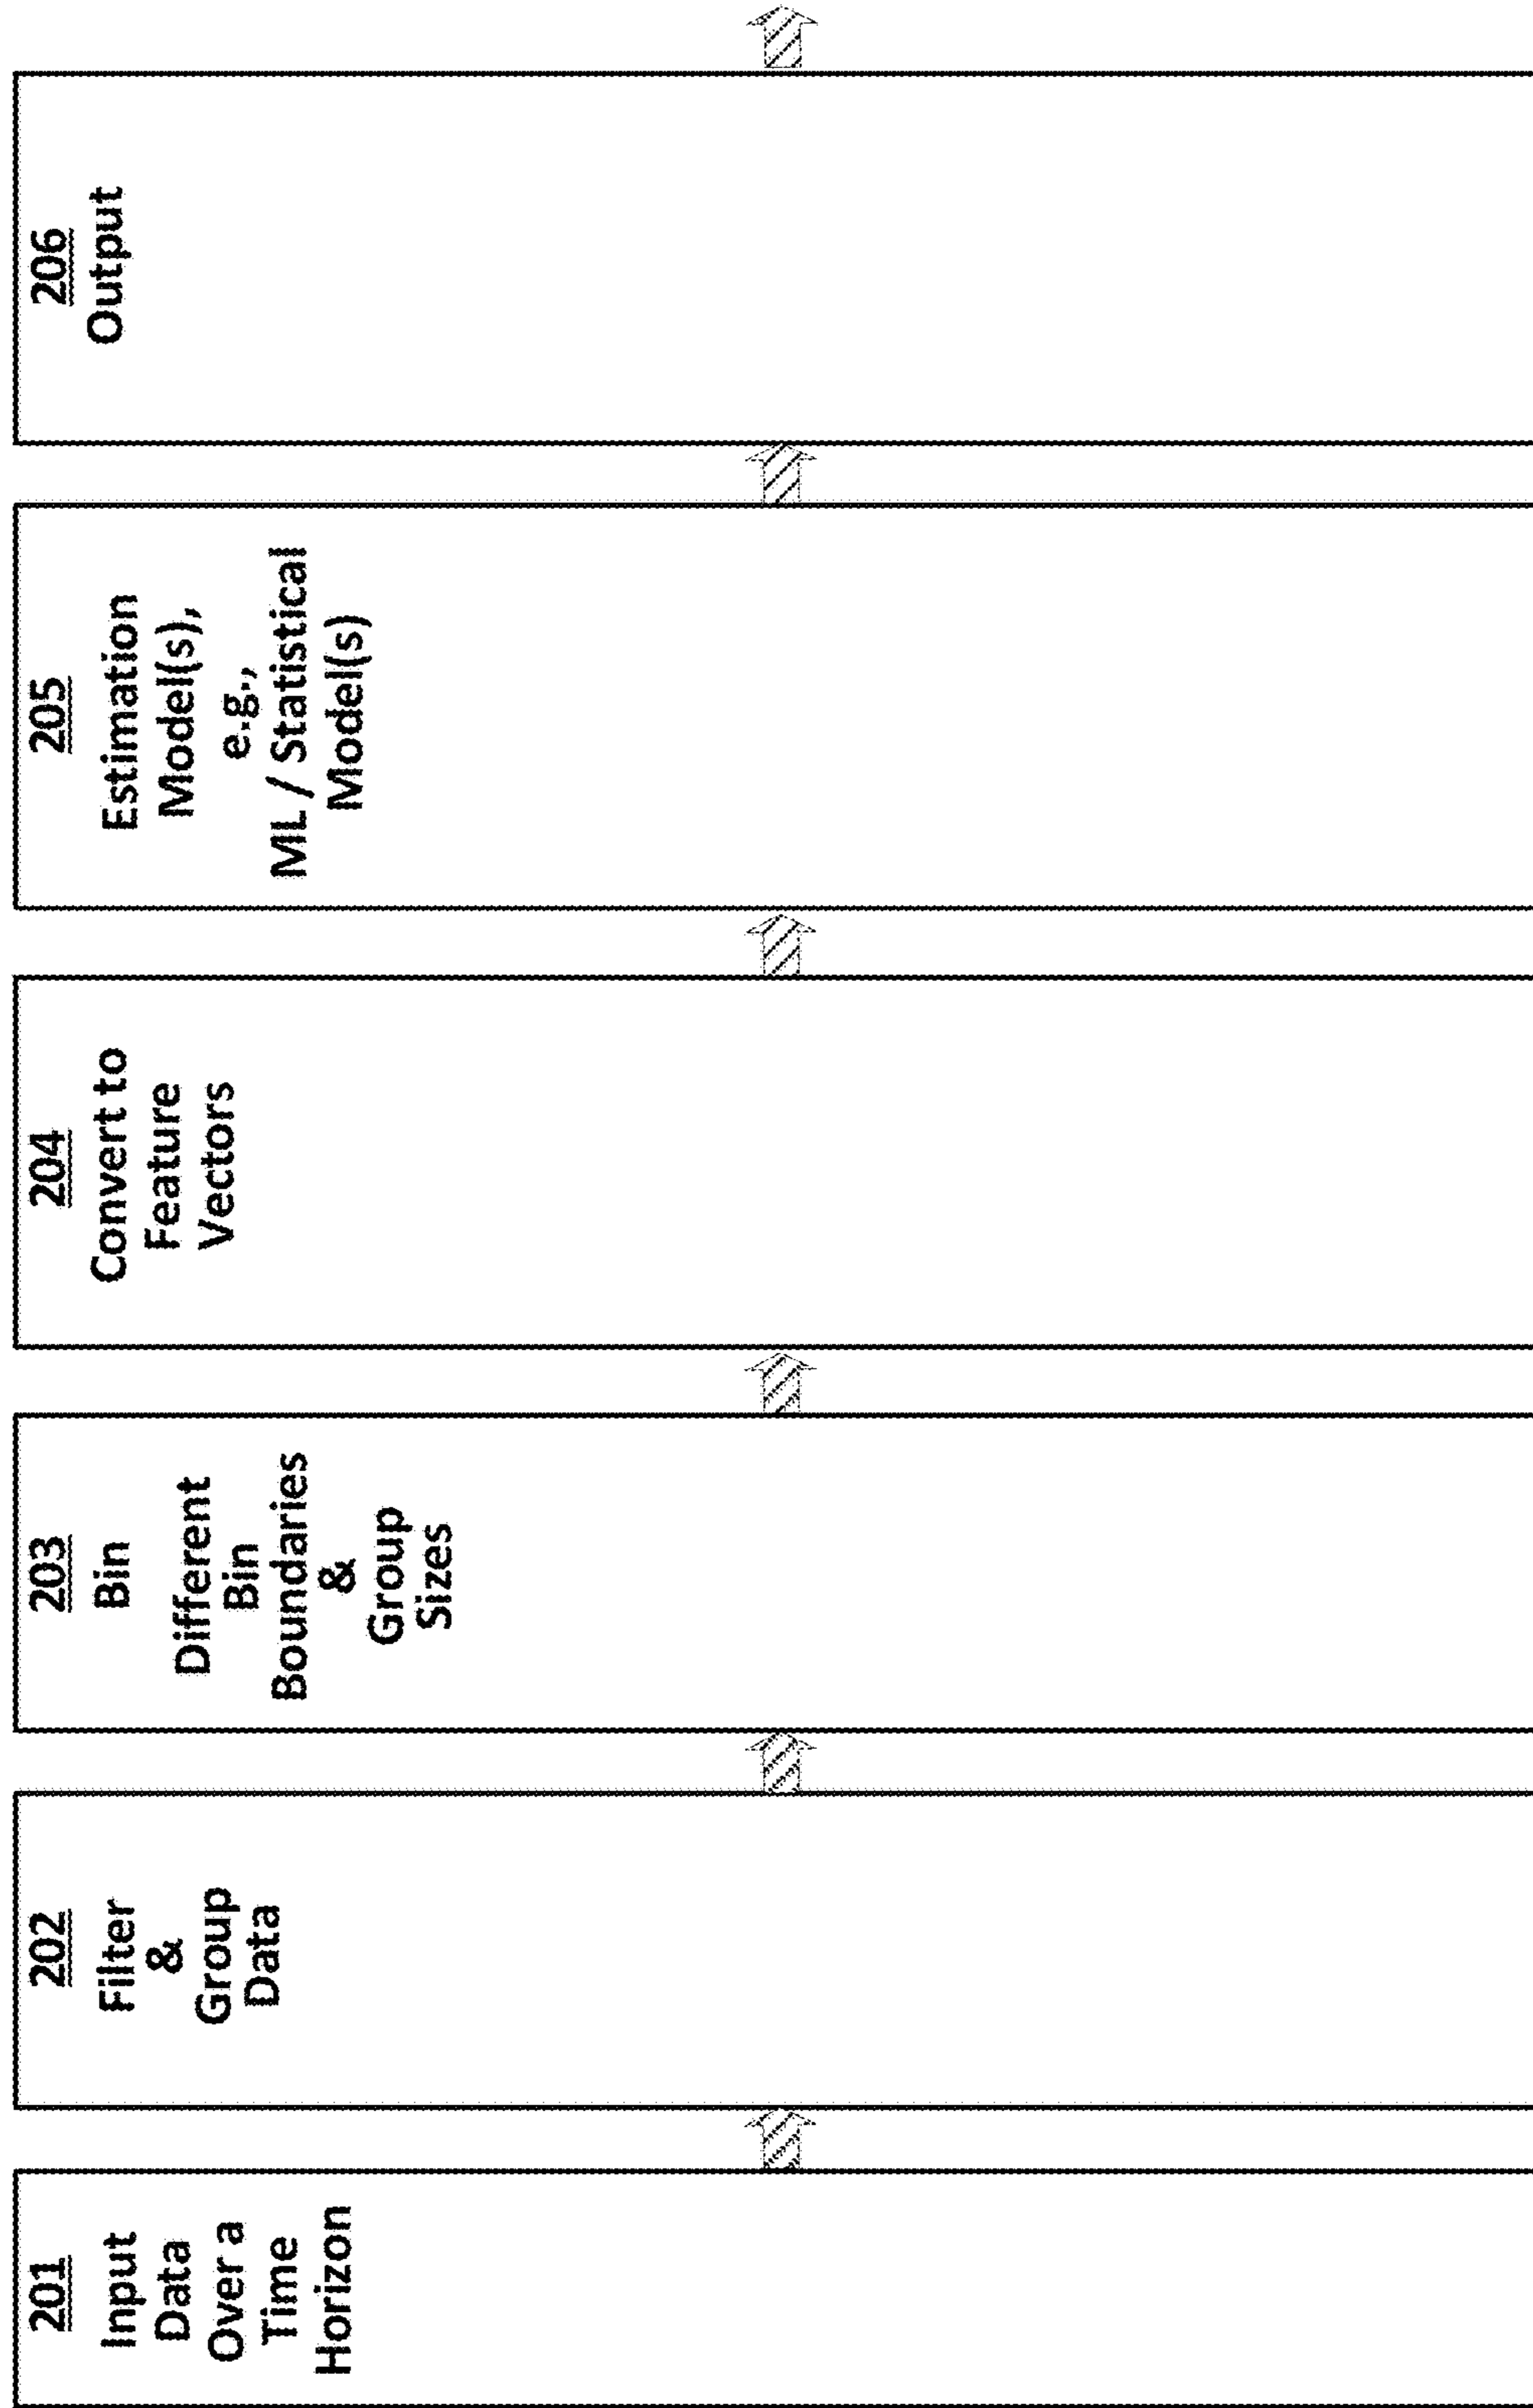 201
Input
Data
Over a
Time
Horizon
202
Filter
&
Group
Data
203
Bin
Different
Bin
Boundaries
&
Group
Sizes
204
Convert to
Feature
Vectors
205
Estimation
Model(s),
e.g.,
ML / Statistical
Model(s)
206
Output